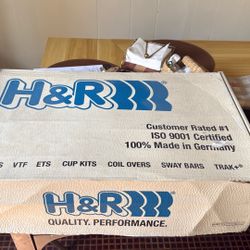 H&R
Customer Rated #1
ISO 9001 Certified
100% Made in Germany
VTF ETS CUP KITS COIL OVERS SWAY BARS TRAK+®
H&R®
QUALITY. PERFORMANCE.